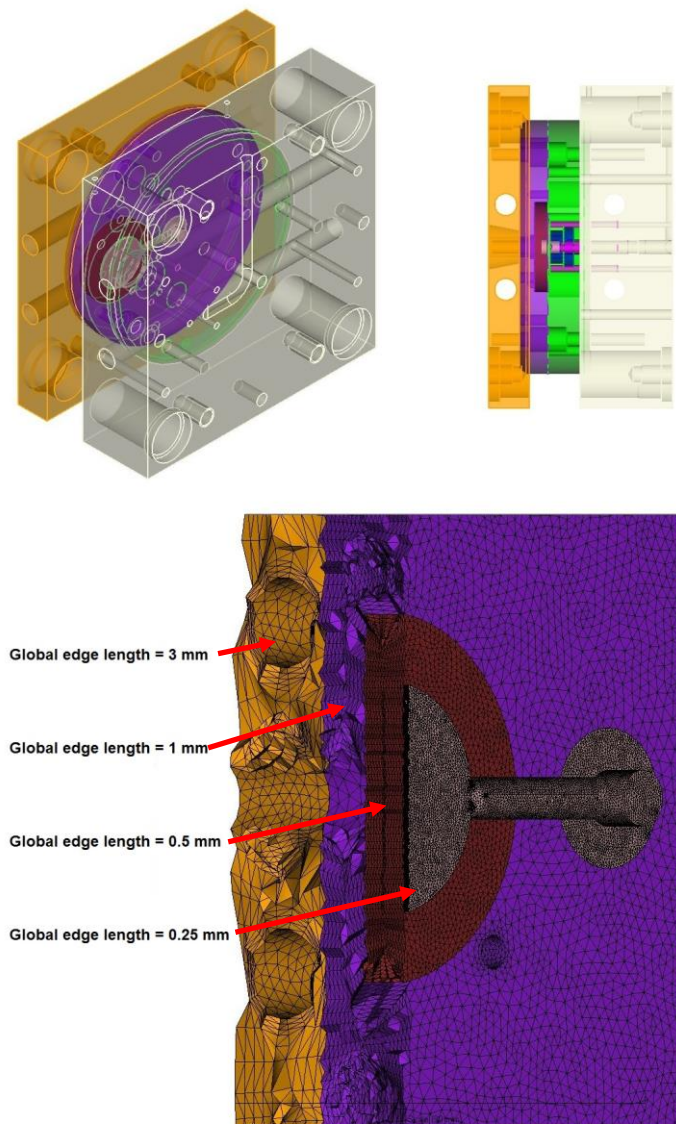 Global edge length = 3 mm
Global edge length = 1 mm
Global edge length = 0.5 mm
Global edge length = 0.25 mm